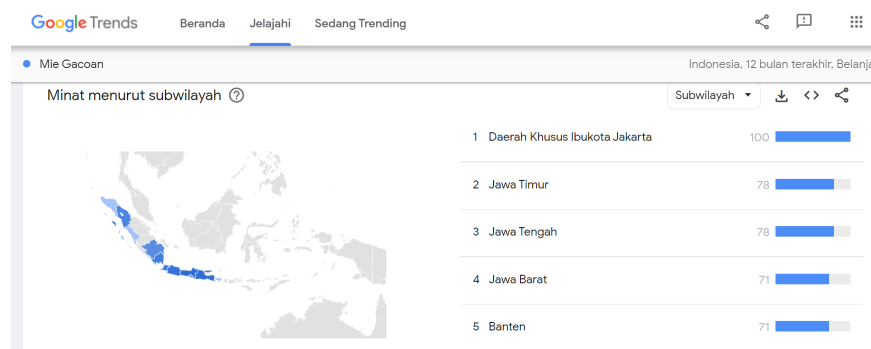 Google Trends Beranda Jelajahi Sedang Trending
Mie Gacoan Indonesia, 12 bulan terakhir, Belanja
Minat menurut subwilayah Subwilayah
1 Daerah Khusus Ibukota Jakarta 100
2 Jawa Timur 78
3 Jawa Tengah 78
4 Jawa Barat 71
5 Banten 71